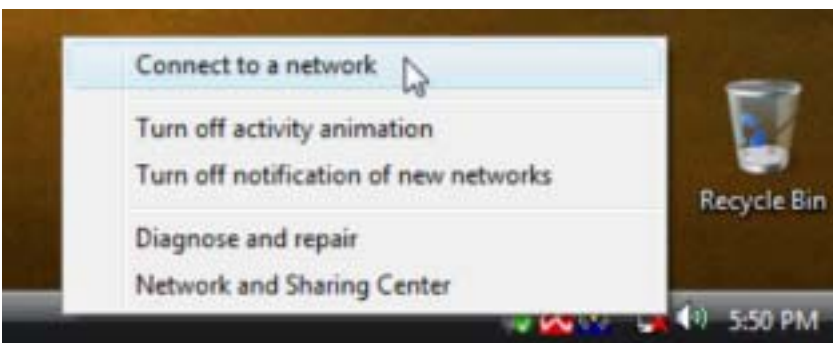 Connect to a network
Turn off activity animation
Turn off notification of new networks
Recycle Bin
Diagnose and repair
Network and Sharing Center
5:50 PM